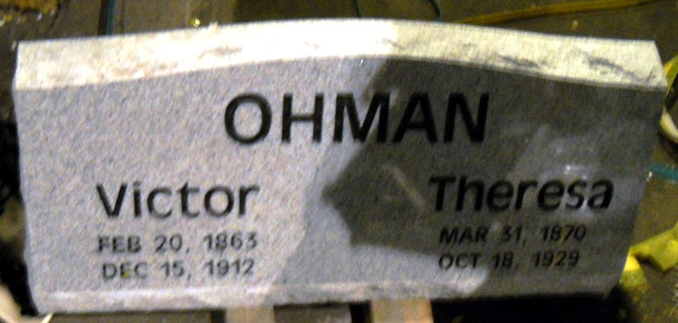 OHMAN
Victor
FEB 20, 1863
DEC 15, 1912
Theresa
MAR 31, 1870
OCT 18, 1929